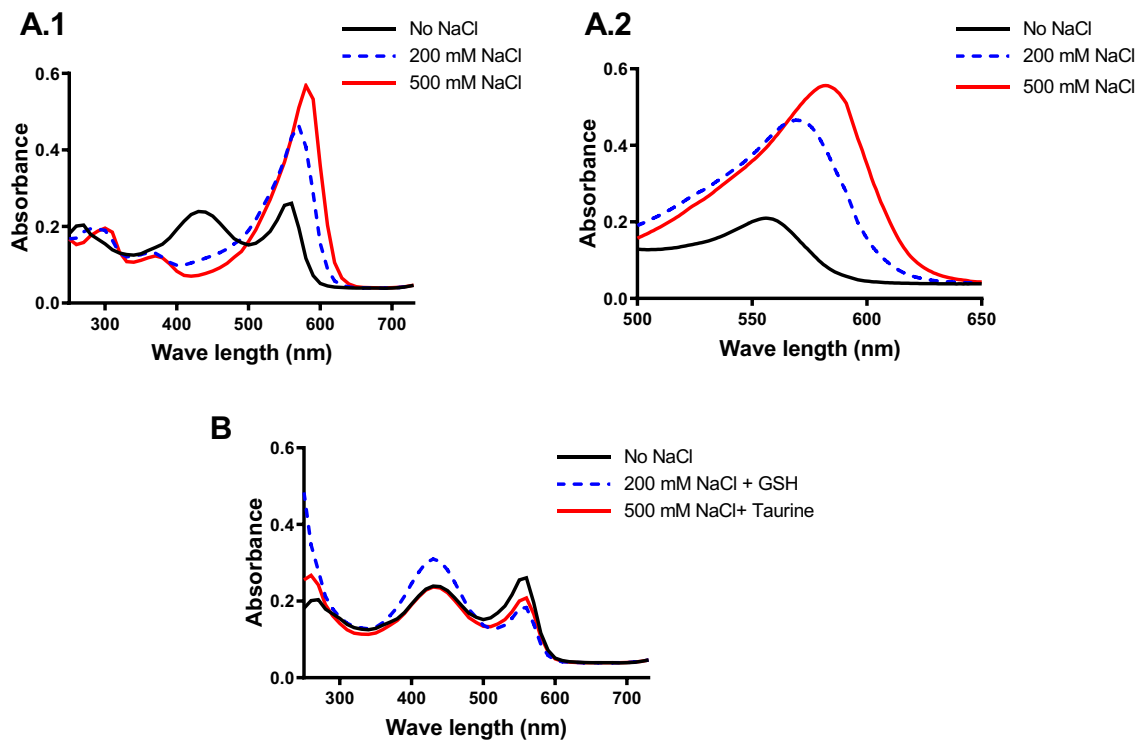 A.1
No NaCl
200 mM NaCl
500 mM NaCl
0.6
0.4
0.2
0.0
Absorbance
300 400 500 600 700
Wave length (nm)
A.2
No NaCl
200 mM NaCl
500 mM NaCl
0.6
0.4
0.2
0.0
Absorbance
500 550 600 650
Wave length (nm)
B
No NaCl
200 mM NaCl + GSH
500 mM NaCl+ Taurine
0.6
0.4
0.2
0.0
Absorbance
300 400 500 600 700
Wave length (nm)